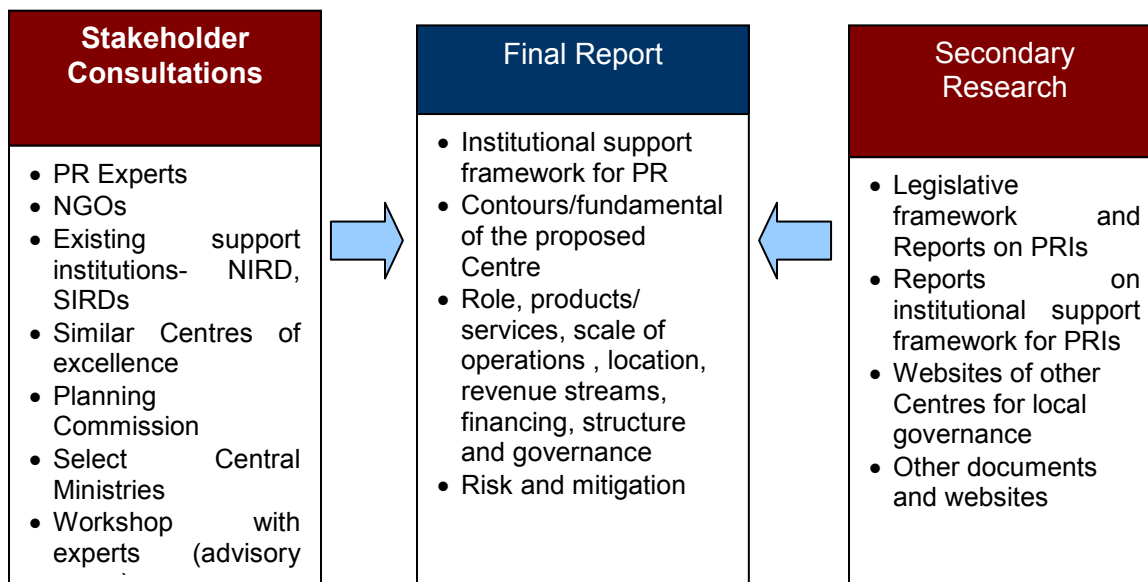 Stakeholder
Consultations
• PR Experts
• NGOs
• Existing support
institutions- NIRD,
SIRDs
• Similar Centres of
excellence
• Planning
Commission
• Select Central
Ministries
• Workshop with
experts (advisory
Final Report
• Institutional support
framework for PR
• Contours/fundamental
of the proposed
Centre
• Role, products/
services, scale of
operations , location,
revenue streams,
financing, structure
and governance
• Risk and mitigation
Secondary
Research
• Legislative
framework and
Reports on PRIs
• Reports on
institutional support
framework for PRIs
• Websites of other
Centres for local
governance
• Other documents
and websites